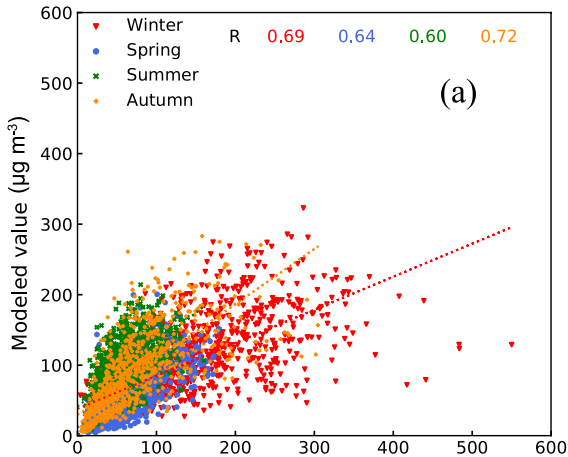 600
500
400
300
200
100
0
Modeled value (μg m⁻³)
Winter
Spring
Summer
Autumn
R 0.69 0.64 0.60 0.72
(a)
0 100 200 300 400 500 600